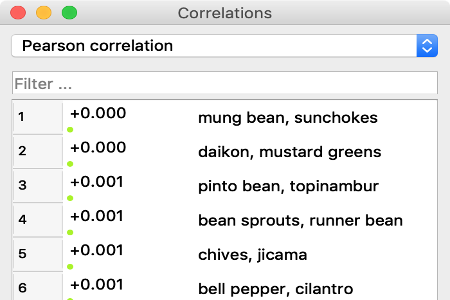 Correlations
Pearson correlation
Filter ...
1 +0.000 mung bean, sunchokes
2 +0.000 daikon, mustard greens
3 +0.001 pinto bean, topinambur
4 +0.001 bean sprouts, runner bean
5 +0.001 chives, jicama
6 +0.001 bell pepper, cilantro